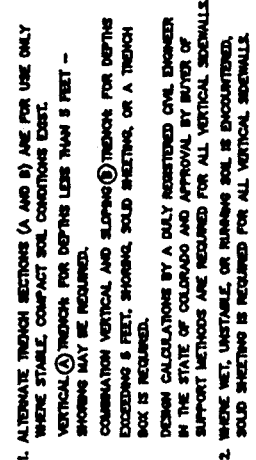 1. ALTERNATE TRENCH SECTIONS (A AND B) ARE FOR USE ONLY
WHERE STABLE, COMPACT SOIL CONDITIONS EXIST.
VERTICAL (A) TRENCH: FOR DEPTHS LESS THAN 5 FEET —
SHORING MAY BE REQUIRED.
COMBINATION VERTICAL AND SLOPING (B) TRENCH: FOR DEPTHS
EXCEEDING 5 FEET, SHORING, SOLID SHEETING, OR A TRENCH
BOX IS REQUIRED.
DESIGN CALCULATIONS BY A DULY REGISTERED CIVIL ENGINEER
IN THE STATE OF COLORADO AND APPROVAL BY BUYER OF
SUPPORT METHODS ARE REQUIRED FOR ALL VERTICAL SIDEWALLS.
2. WHERE WET, UNSTABLE, OR RUNNING SOIL IS ENCOUNTERED,
SOLID SHEETING IS REQUIRED FOR ALL VERTICAL SIDEWALLS.